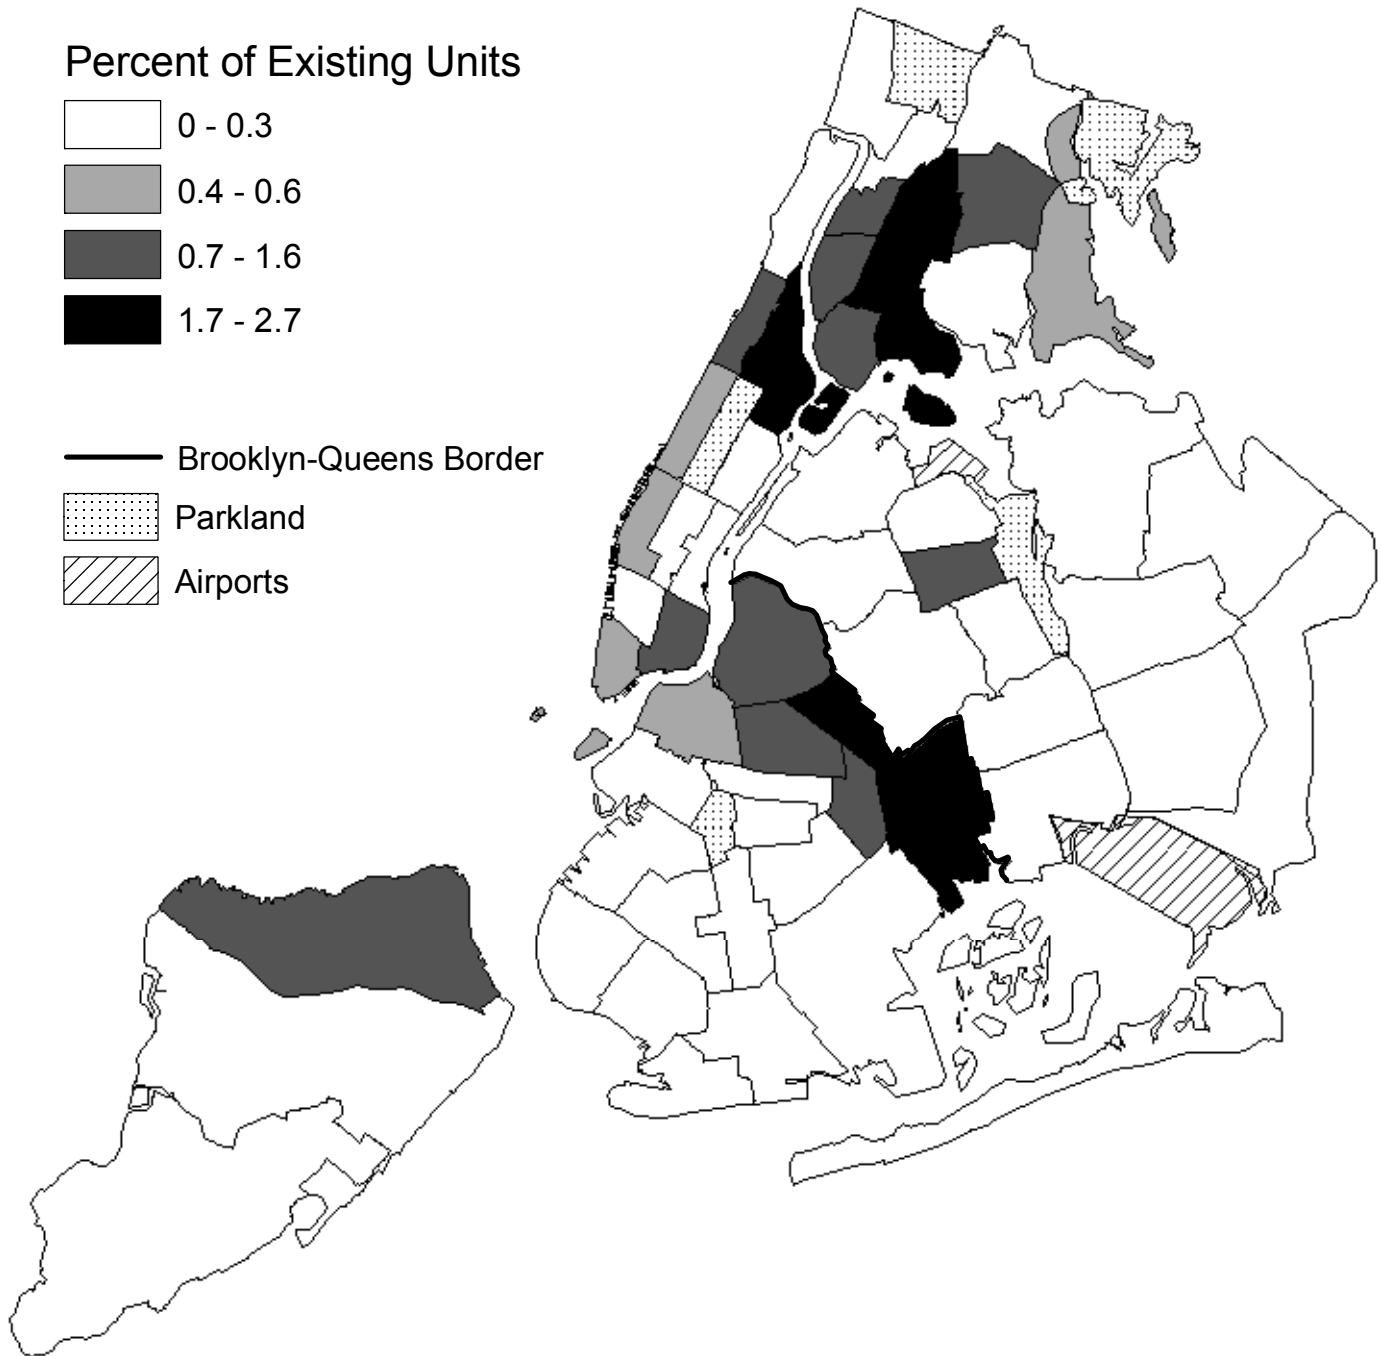 Percent of Existing Units
0 - 0.3
0.4 - 0.6
0.7 - 1.6
1.7 - 2.7
Brooklyn-Queens Border
Parkland
Airports